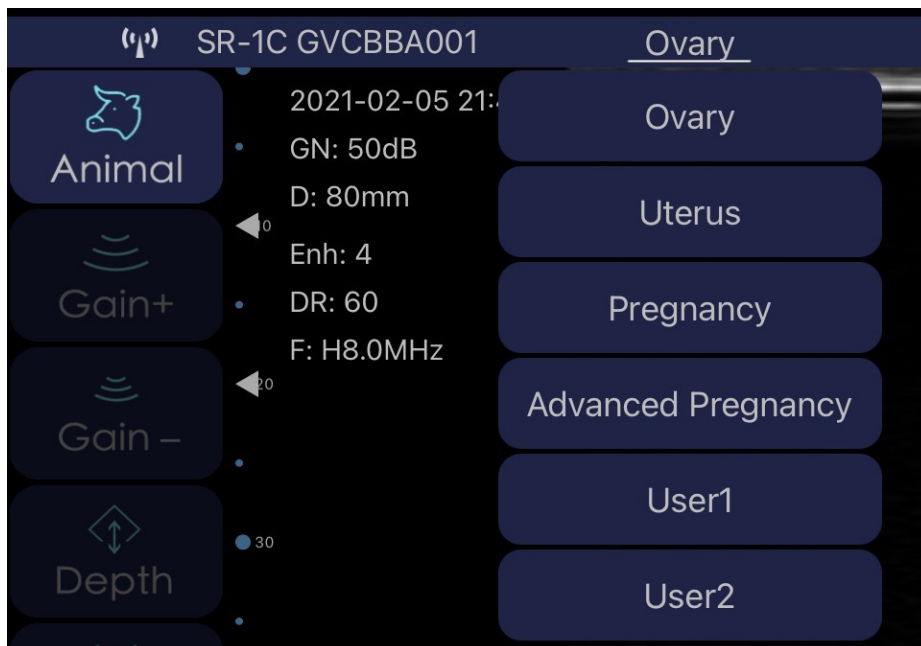 SR-1C GVCBBA001
Ovary
Animal
Gain+
Gain –
Depth
2021-02-05 21:
GN: 50dB
D: 80mm
Enh: 4
DR: 60
F: H8.0MHz
20
30
Ovary
Uterus
Pregnancy
Advanced Pregnancy
User1
User2